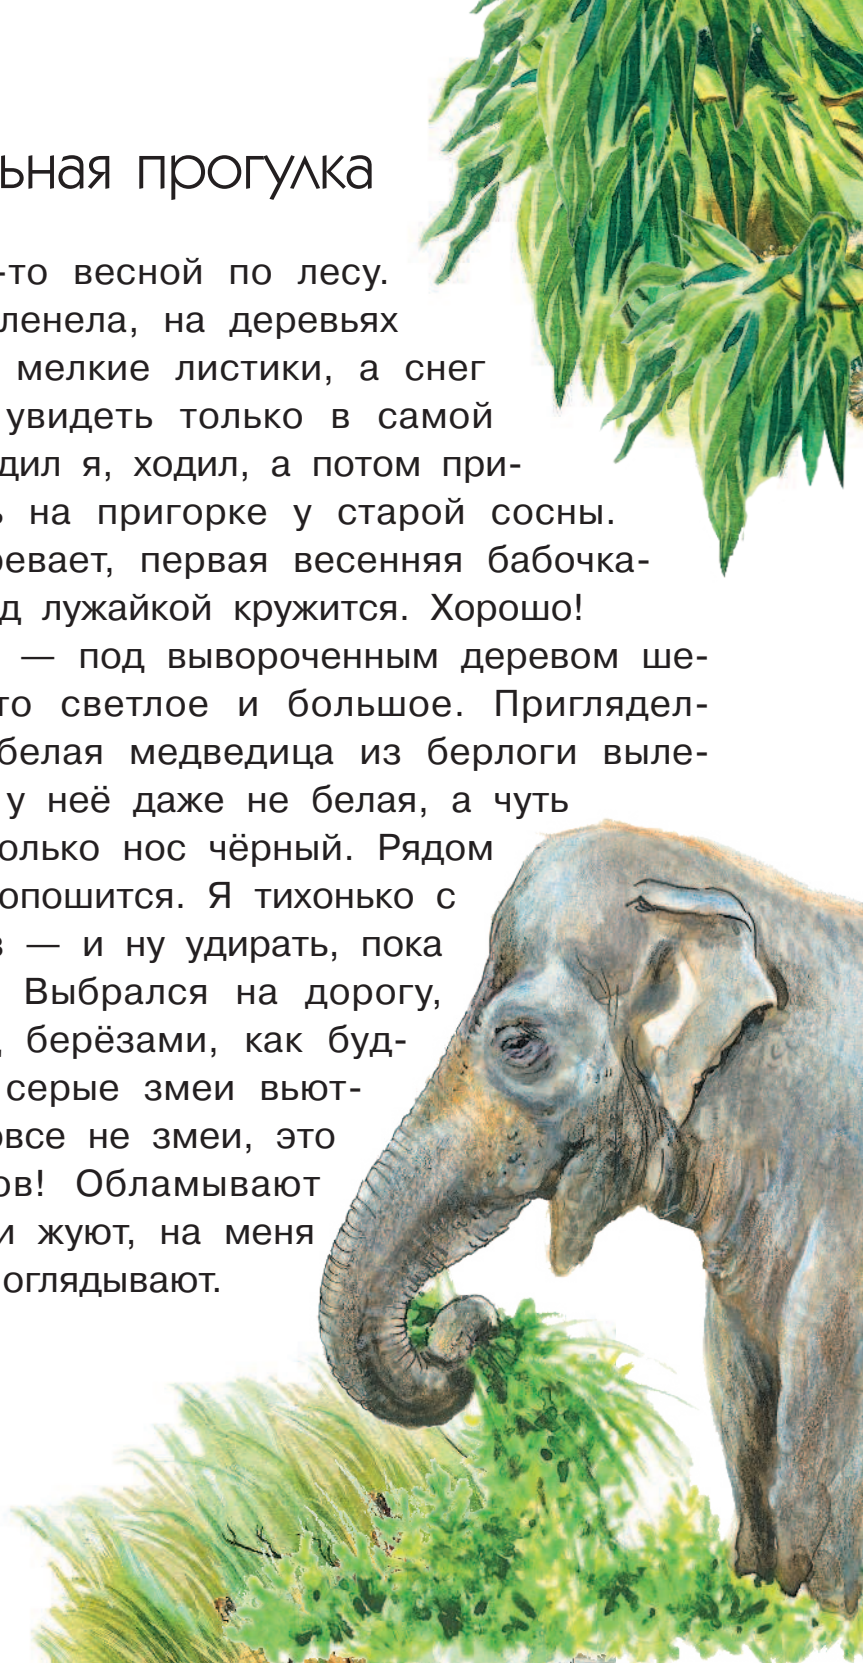 ьная прогулка
-то весной по лесу.
ленела, на деревьях
мелкие листики, а снег
увидеть только в самой
дил я, ходил, а потом при-
ь на пригорке у старой сосны.
ревает, первая весенняя бабочка-
д лужайкой кружится. Хорошо!
— под вывороченным деревом ше-
то светлое и большое. Приглядел-
белая медведица из берлоги выле-
у неё даже не белая, а чуть
олько нос чёрный. Рядом
опошится. Я тихонько с
в — и ну удирать, пока
Выбрался на дорогу,
, берёзами, как буд-
серые змеи вьют-
овсе не змеи, это
ов! Обламывают
и жуют, на меня
оглядывают.